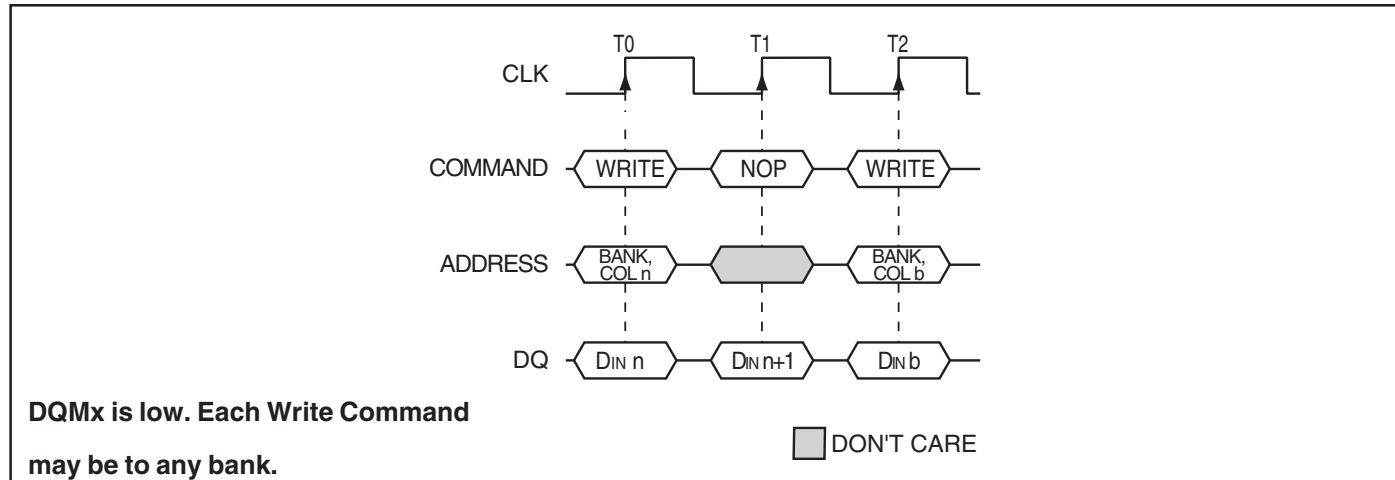 T0 T1 T2
CLK
COMMAND WRITE NOP WRITE
ADDRESS BANK, COL n BANK, COL b
DQ DIN n DIN n+1 DIN b
DQMx is low. Each Write Command
may be to any bank.
DON'T CARE